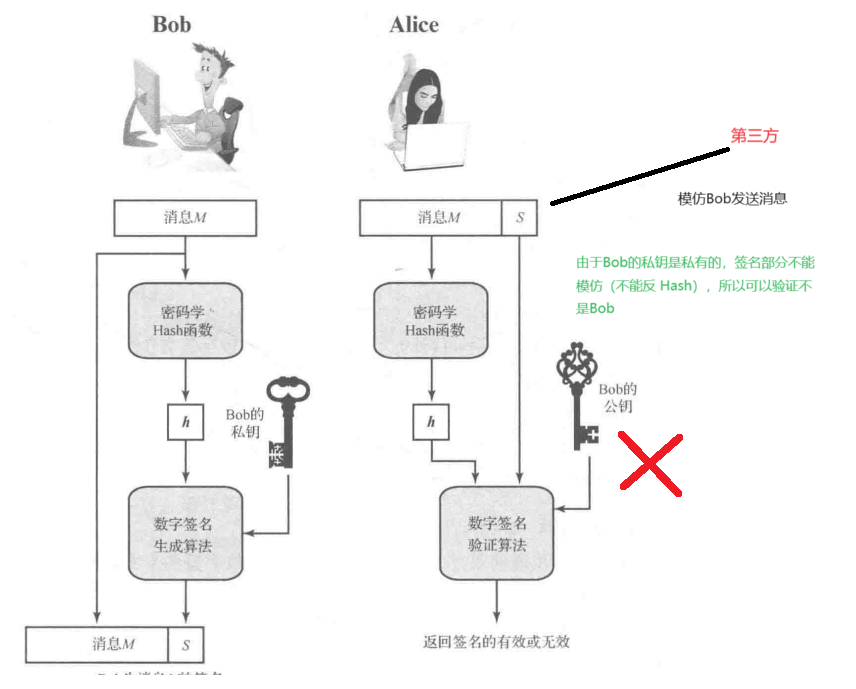 Bob
Alice
第三方
模仿Bob发送消息
消息M
消息M
S
由于Bob的私钥是私有的，签名部分不能
模仿（不能反 Hash），所以可以验证不
是Bob
密码学
Hash函数
密码学
Hash函数
Bob的
公钥
Bob的
私钥
h
h
数字签名
生成算法
数字签名
验证算法
消息M
S
返回签名的有效或无效